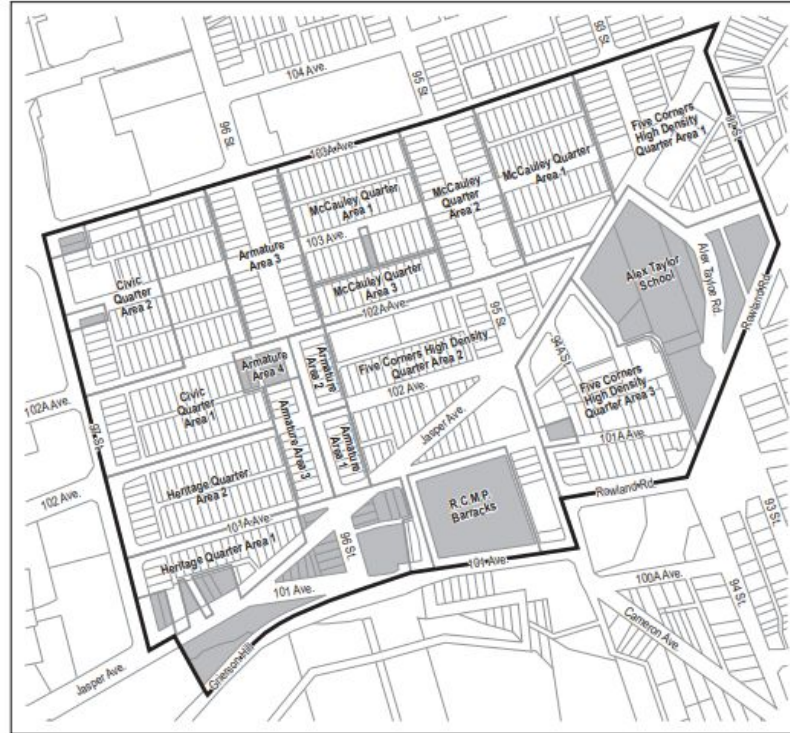 93 St.
95 St.
104 Ave.
96 St.
103A Ave.
92 St.
Five Corners
High Density
Quarter Area 1
McCauley Quarter
Area 1
McCauley
Quarter
Area 2
McCauley Quarter
Area 1
103 Ave.
Armature
Area 3
Civic
Quarter
Area 2
McCauley Quarter
Area 3
102A Ave.
Alex Taylor
School
Alex Taylor Rd.
Rowland Rd.
95 St.
94A St.
Armature
Area 4
Armature
Area 2
Five Corners High Density
Quarter Area 2
102 Ave.
Five Corners
High Density
Quarter Area 3
102A Ave.
97 St.
Civic
Quarter
Area 1
Armature Area 3
Armature
Area 1
Jasper Ave.
101A Ave.
Heritage Quarter
Area 2
102 Ave.
R.C.M.P.
Barracks
Rowland Rd.
101A Ave.
96 St.
93 St.
Heritage Quarter Area 1
101 Ave.
101 Ave.
100A Ave.
94 St.
Cameron Ave.
Jasper Ave.
Grierson Hill